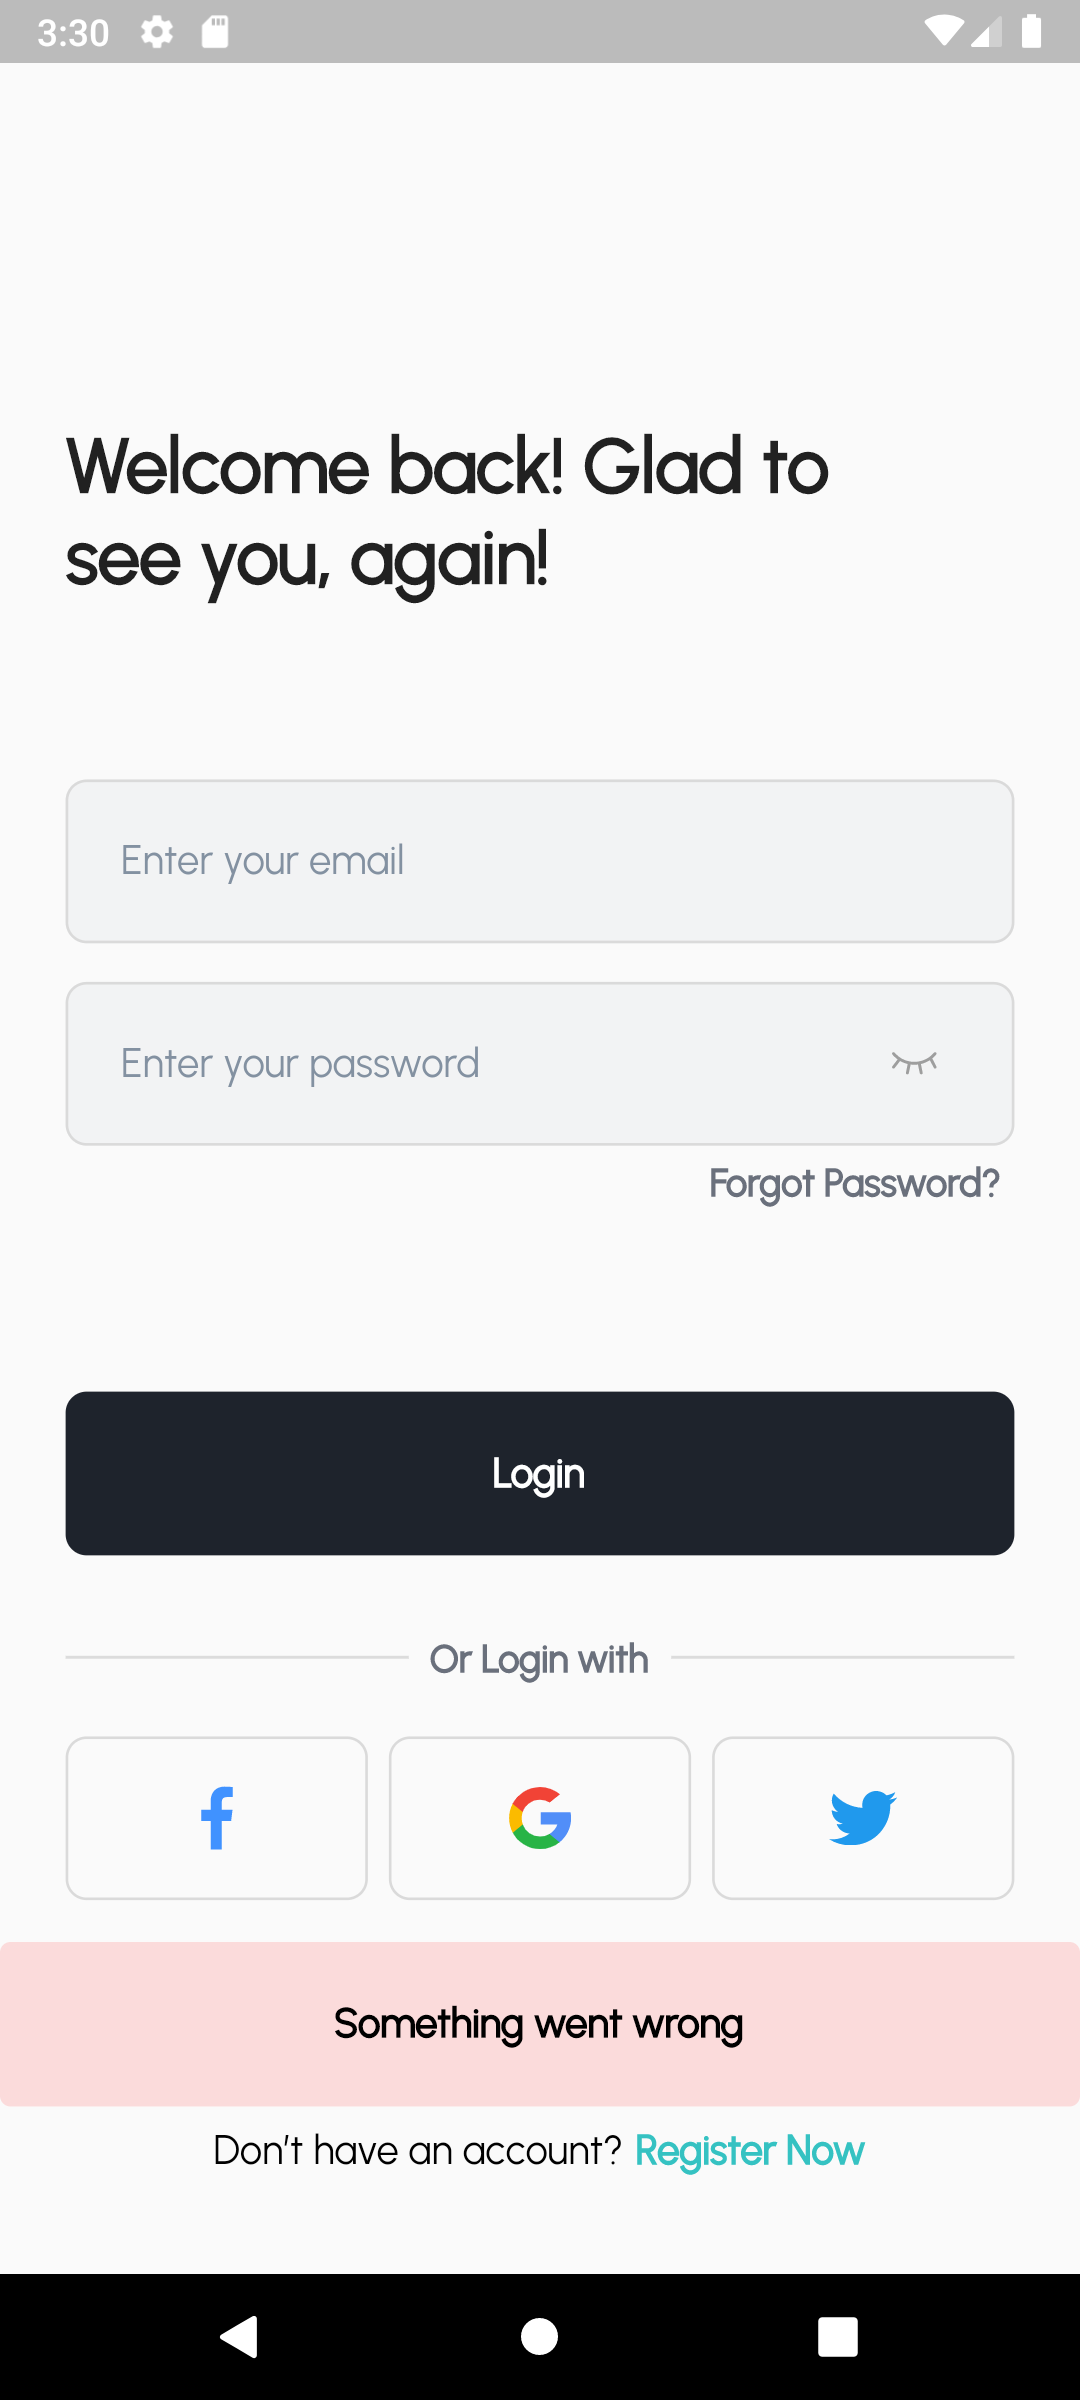 3:30
Welcome back! Glad to
see you, again!
Enter your email
Enter your password
Forgot Password?
Login
Or Login with
Something went wrong
Don't have an account? Register Now